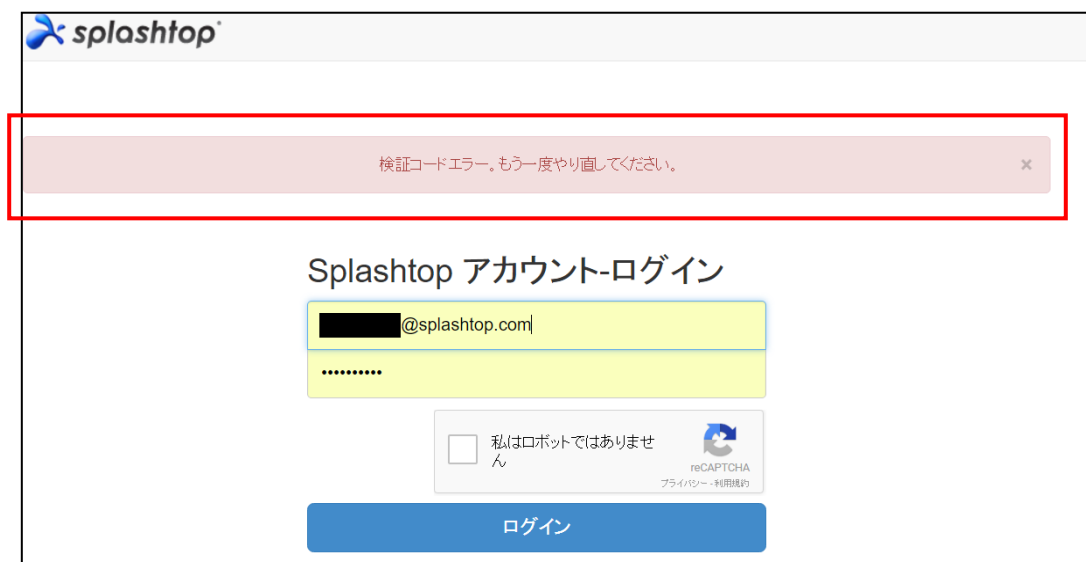 splashtop
検証コードエラー。もう一度やり直してください。 ×
Splashtop アカウント-ログイン
@splashtop.com
••••••••••
私はロボットではありませ
ん
reCAPTCHA
プライバシー - 利用規約
ログイン